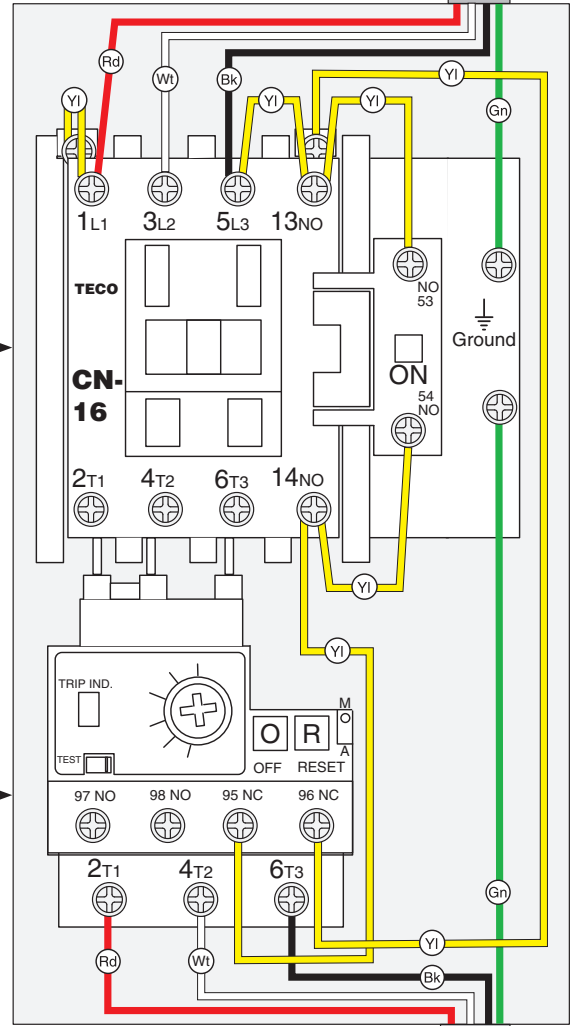 Rd
Wt
Bk
Yl
Gn
Yl
Yl
Yl
1L1
3L2
5L3
13NO
TECO
NO
53
Ground
ON
CN-
16
54
NO
2T1
4T2
6T3
14NO
Yl
Yl
TRIP IND.
M
O
R
A
TEST
OFF
RESET
97 NO
98 NO
95 NC
96 NC
2T1
4T2
6T3
Gn
Yl
Rd
Wt
Bk